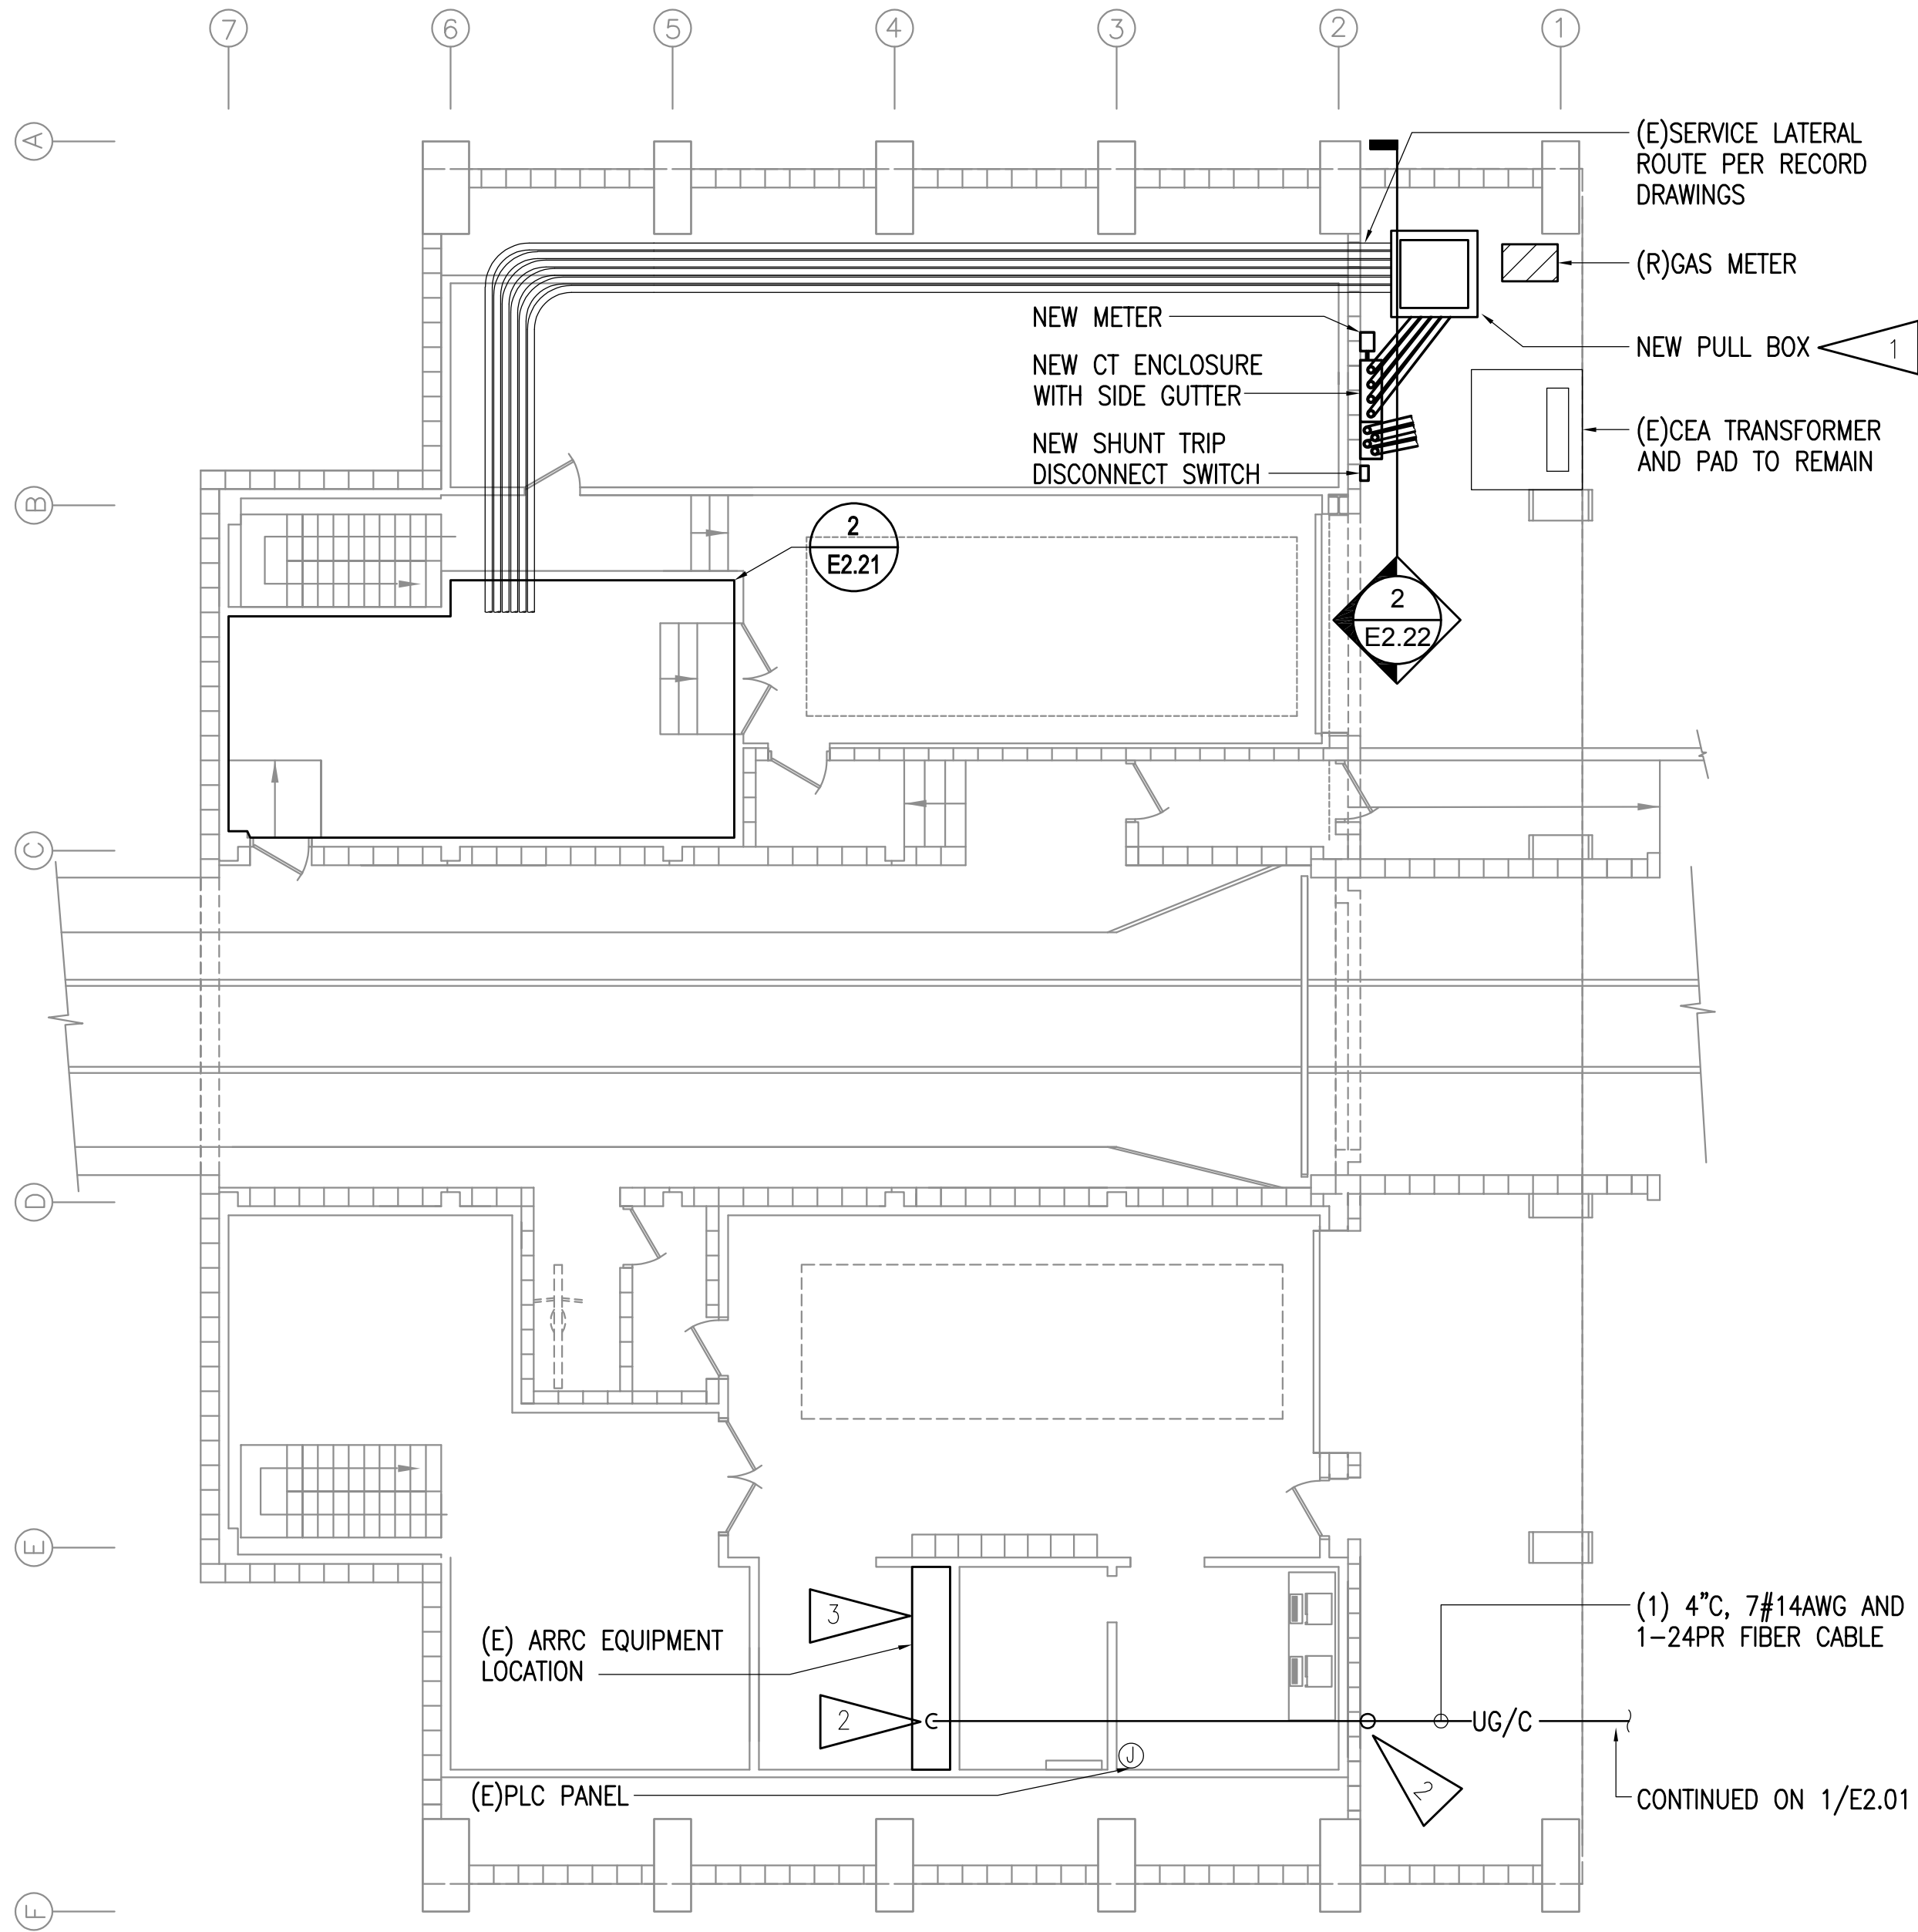 7 6 5 4 3 2 1
A
(E)SERVICE LATERAL
ROUTE PER RECORD
DRAWINGS
(R)GAS METER
NEW METER
NEW PULL BOX 1
NEW CT ENCLOSURE
WITH SIDE GUTTER
(E)CEA TRANSFORMER
AND PAD TO REMAIN
NEW SHUNT TRIP
DISCONNECT SWITCH
B
2
E2.21
2
E2.22
C
D
E
3
(E) ARRC EQUIPMENT
LOCATION
(1) 4"C, 7#14AWG AND
1-24PR FIBER CABLE
2
UG/C
J
2
(E)PLC PANEL
CONTINUED ON 1/E2.01
F